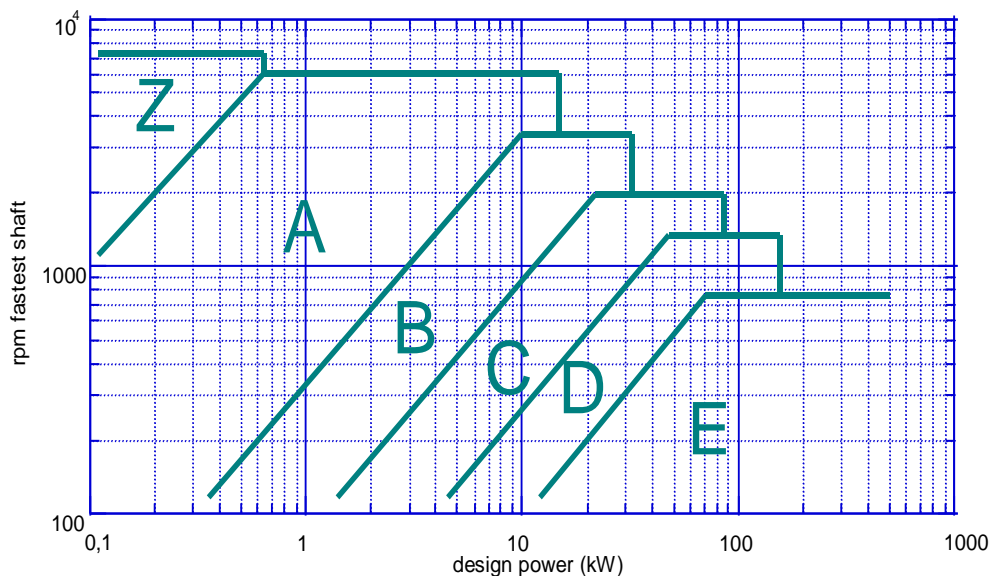 10⁴
Z
A
rpm fastest shaft
1000
B
C
D
E
100
0,1
1
10
100
1000
design power (kW)